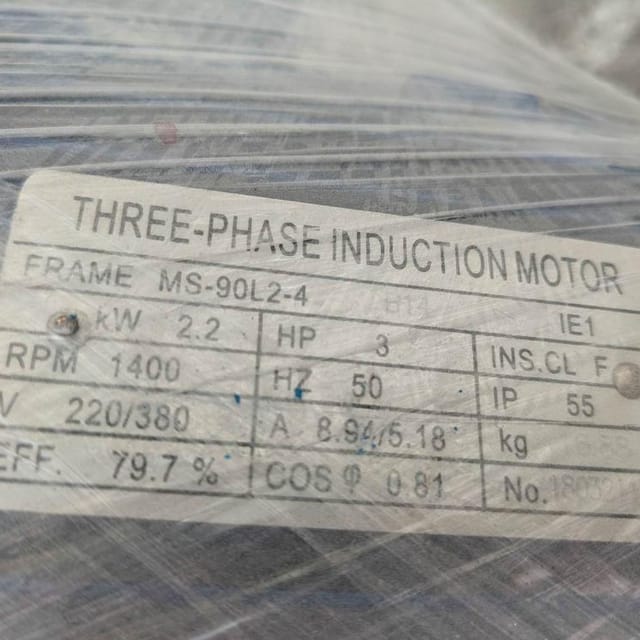 THREE-PHASE INDUCTION MOTOR
FRAME MS-90L2-4 IE1
kW 2.2 HP 3 INS.CL F
RPM 1400 HZ 50 IP 55
V 220/380 A 8.94/5.18 kg
EFF. 79.7 % COS φ 0.81 No.